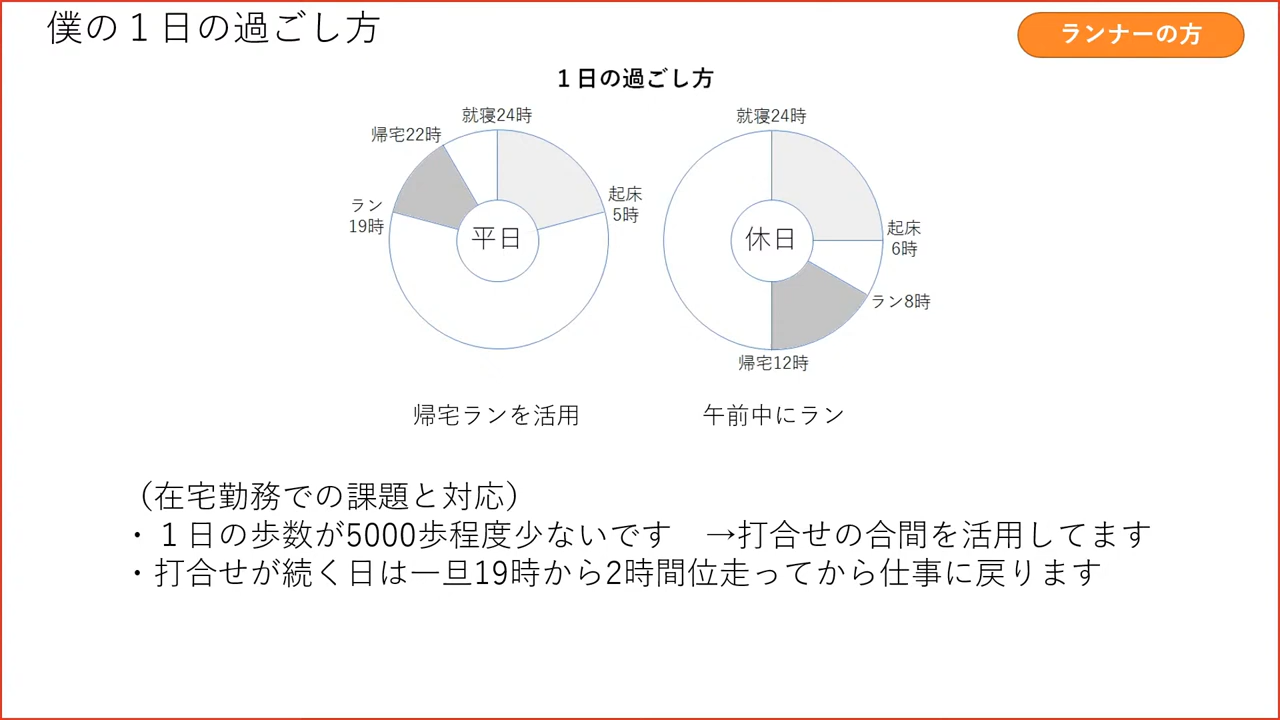 僕の１日の過ごし方
ランナーの方
１日の過ごし方
就寝24時
帰宅22時
ラン
19時
起床
5時
平日
就寝24時
起床
6時
休日
ラン8時
帰宅12時
帰宅ランを活用
午前中にラン
（在宅勤務での課題と対応）
・１日の歩数が5000歩程度少ないです　→打合せの合間を活用してます
・打合せが続く日は一旦19時から2時間位走ってから仕事に戻ります